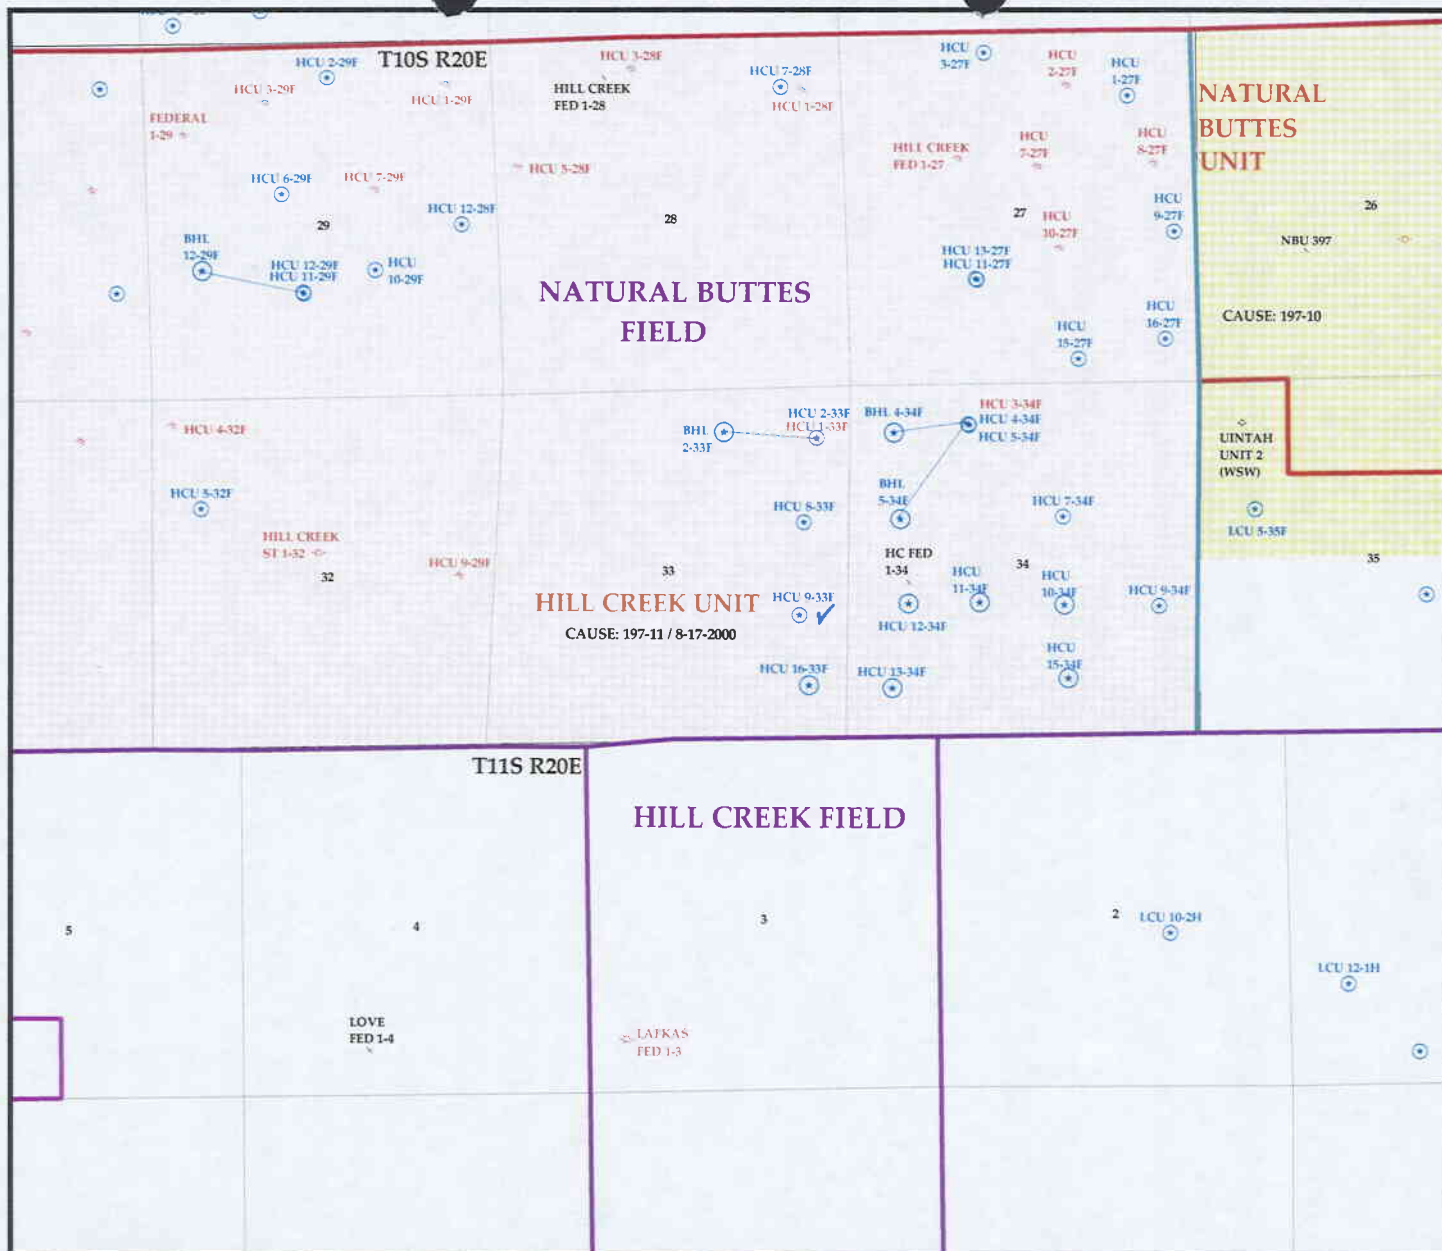 T10S R20E
HCU 2-29F
HCU 3-29F
HCU 1-29F
FEDERAL
1-29
HCU 6-29F
HCU 7-29F
HCU 12-28F
29
BHL
12-29F
HCU 12-29F
HCU 11-29F
HCU
10-29F
HCU 3-28F
HILL CREEK
FED 1-28
HCU 7-28F
HCU 1-28F
HCU 5-28F
28
HCU
3-27F
HCU
2-27F
HCU
1-27F
HILL CREEK
FED 1-27
HCU
7-27F
HCU
8-27F
27
HCU
10-27F
HCU
9-27F
HCU 13-27F
HCU 11-27F
HCU
15-27F
HCU
16-27F
NATURAL
BUTTES
UNIT
26
NBU 397
CAUSE: 197-10
NATURAL BUTTES
FIELD
HCU 4-32F
HCU 5-32F
HILL CREEK
ST 1-32
32
HCU 9-29F
BHL
2-33F
HCU 2-33F
HCU 1-33F
HCU 8-33F
33
HILL CREEK UNIT
CAUSE: 197-11 / 8-17-2000
HCU 9-33F
HCU 16-33F
BHL 4-34F
HCU 3-34F
HCU 4-34F
HCU 5-34F
BHL
5-34F
HCU 7-34F
HC FED
1-34
34
HCU
11-34F
HCU
10-34F
HCU 9-34F
HCU 12-34F
HCU 13-34F
HCU
15-34F
UINTAH
UNIT 2
(WSW)
LCU 5-35F
35
T11S R20E
HILL CREEK FIELD
5
4
3
2
LCU 10-2H
LCU 12-1H
LOVE
FED 1-4
LAFKAS
FED 1-3